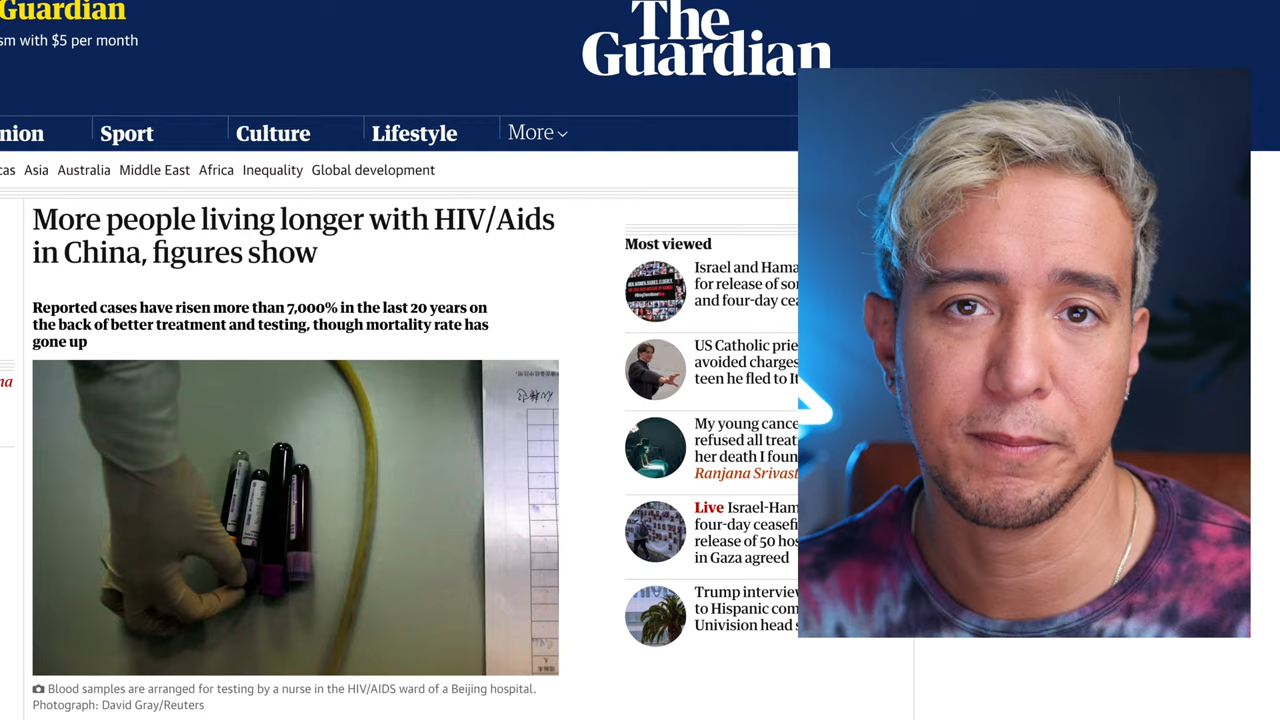 Guardian
sm with $5 per month
The
Guardian
nion
Sport
Culture
Lifestyle
More
cas Asia Australia Middle East Africa Inequality Global development
More people living longer with HIV/Aids
in China, figures show
Reported cases have risen more than 7,000% in the last 20 years on
the back of better treatment and testing, though mortality rate has
gone up
na
Blood samples are arranged for testing by a nurse in the HIV/AIDS ward of a Beijing hospital.
Photograph: David Gray/Reuters
Most viewed
Israel and Hama
for release of so
and four-day cea
US Catholic prie
avoided charges
teen he fled to It
My young cance
refused all treat
her death I foun
Ranjana Srivast
Live Israel-Ham
four-day ceasefi
release of 50 hos
in Gaza agreed
Trump interview
to Hispanic com
Univision head s